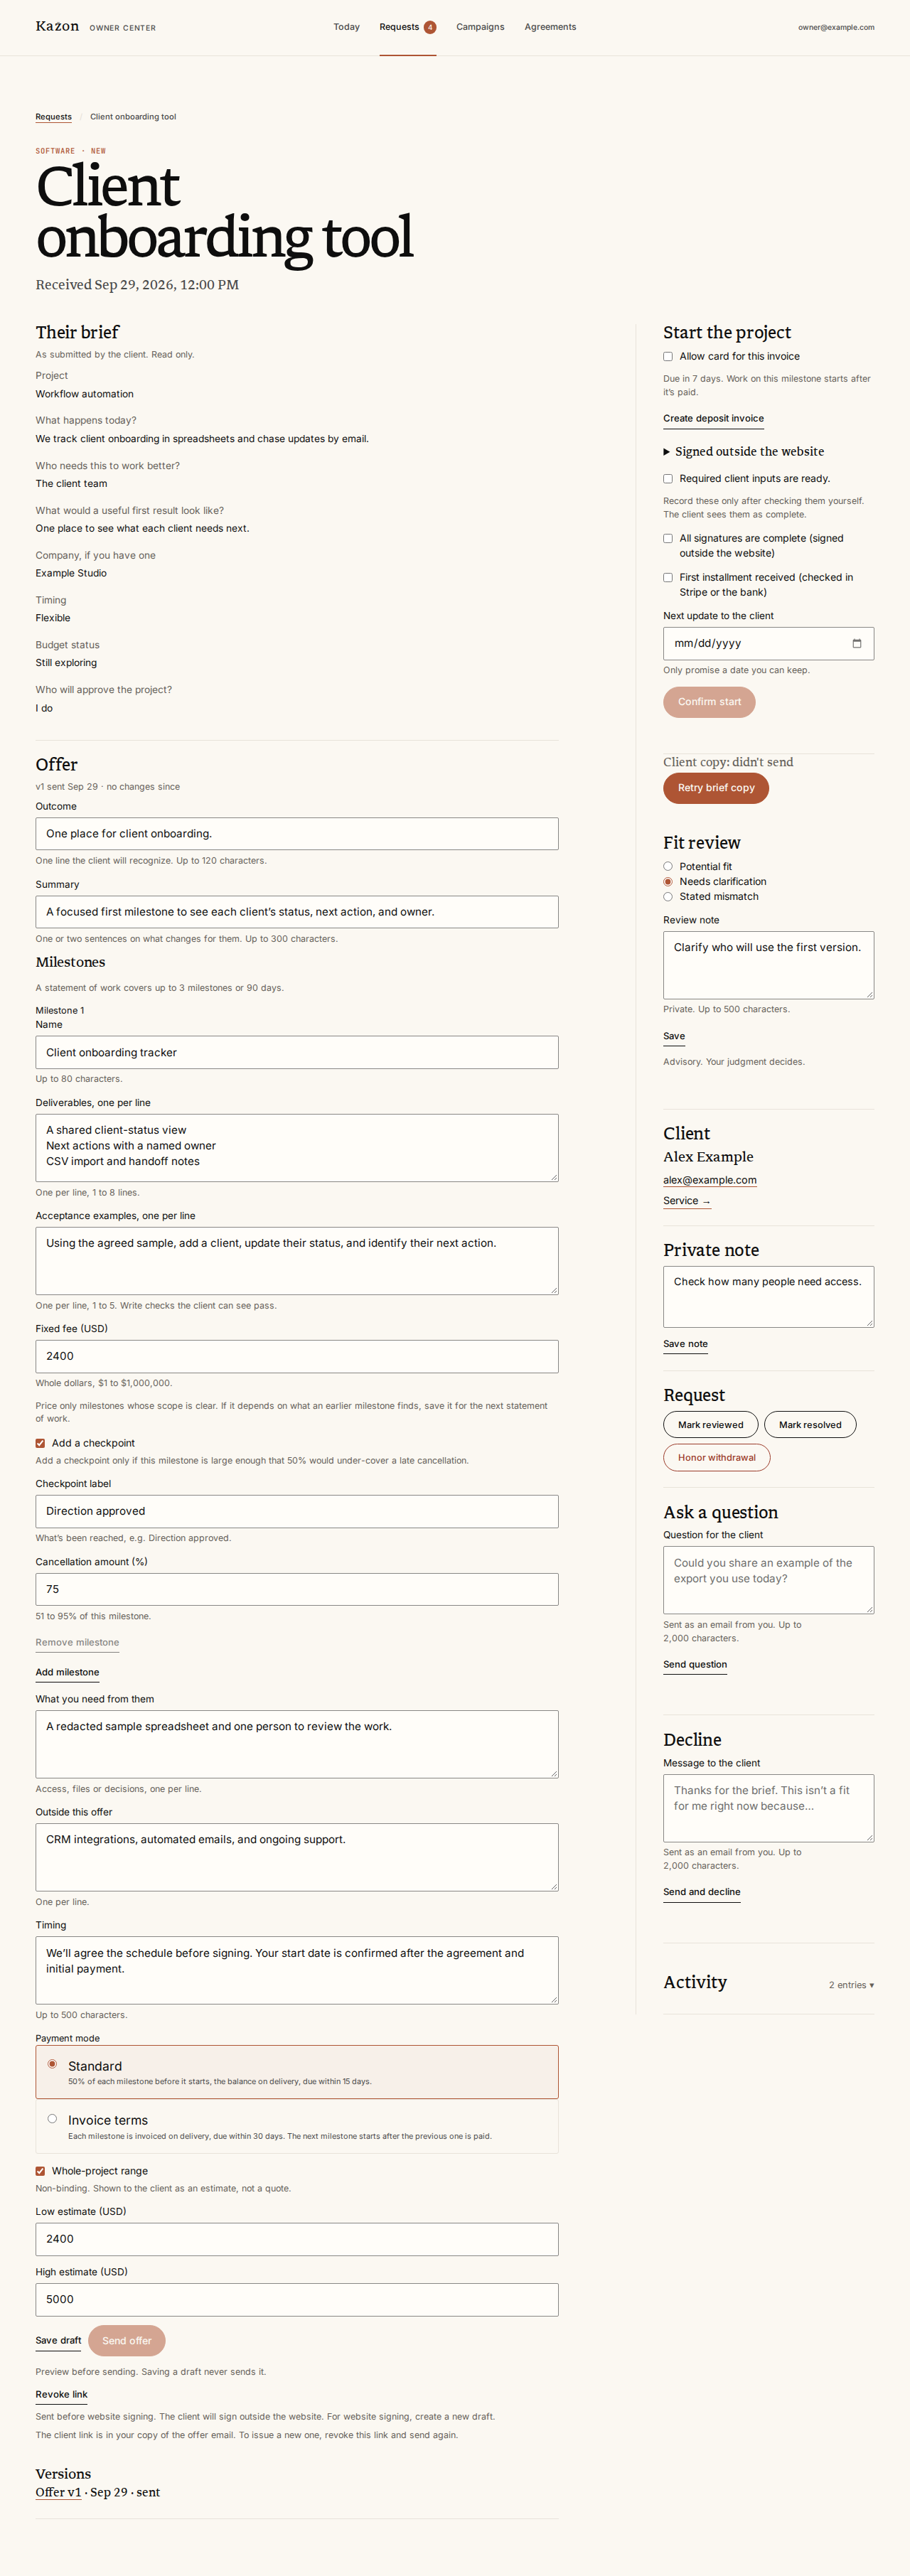 Kažon OWNER CENTER
Today
Requests 4
Campaigns
Agreements
owner@example.com
Requests / Client onboarding tool
SOFTWARE · NEW
Client
onboarding tool
Received Sep 29, 2026, 12:00 PM
Their brief
As submitted by the client. Read only.
Project
Workflow automation
What happens today?
We track client onboarding in spreadsheets and chase updates by email.
Who needs this to work better?
The client team
What would a useful first result look like?
One place to see what each client needs next.
Company, if you have one
Example Studio
Timing
Flexible
Budget status
Still exploring
Who will approve the project?
I do
Offer
v1 sent Sep 29 · no changes since
Outcome
One place for client onboarding.
One line the client will recognize. Up to 120 characters.
Summary
A focused first milestone to see each client’s status, next action, and owner.
One or two sentences on what changes for them. Up to 300 characters.
Milestones
A statement of work covers up to 3 milestones or 90 days.
Milestone 1
Name
Client onboarding tracker
Up to 80 characters.
Deliverables, one per line
A shared client-status view
Next actions with a named owner
CSV import and handoff notes
One per line, 1 to 8 lines.
Acceptance examples, one per line
Using the agreed sample, add a client, update their status, and identify their next action.
One per line, 1 to 5. Write checks the client can see pass.
Fixed fee (USD)
2400
Whole dollars, $1 to $1,000,000.
Price only milestones whose scope is clear. If it depends on what an earlier milestone finds, save it for the next statement
of work.
Add a checkpoint
Add a checkpoint only if this milestone is large enough that 50% would under-cover a late cancellation.
Checkpoint label
Direction approved
What’s been reached, e.g. Direction approved.
Cancellation amount (%)
75
51 to 95% of this milestone.
Remove milestone
Add milestone
What you need from them
A redacted sample spreadsheet and one person to review the work.
Access, files or decisions, one per line.
Outside this offer
CRM integrations, automated emails, and ongoing support.
One per line.
Timing
We’ll agree the schedule before signing. Your start date is confirmed after the agreement and
initial payment.
Up to 500 characters.
Payment mode
Standard
50% of each milestone before it starts, the balance on delivery, due within 15 days.
Invoice terms
Each milestone is invoiced on delivery, due within 30 days. The next milestone starts after the previous one is paid.
Whole-project range
Non-binding. Shown to the client as an estimate, not a quote.
Low estimate (USD)
2400
High estimate (USD)
5000
Save draft
Send offer
Preview before sending. Saving a draft never sends it.
Revoke link
Sent before website signing. The client will sign outside the website. For website signing, create a new draft.
The client link is in your copy of the offer email. To issue a new one, revoke this link and send again.
Versions
Offer v1 · Sep 29 · sent
Start the project
Allow card for this invoice
Due in 7 days. Work on this milestone starts after
it’s paid.
Create deposit invoice
▶ Signed outside the website
Required client inputs are ready.
Record these only after checking them yourself.
The client sees them as complete.
All signatures are complete (signed
outside the website)
First installment received (checked in
Stripe or the bank)
Next update to the client
mm/dd/yyyy
Only promise a date you can keep.
Confirm start
Client copy: didn't send
Retry brief copy
Fit review
Potential fit
Needs clarification
Stated mismatch
Review note
Clarify who will use the first version.
Private. Up to 500 characters.
Save
Advisory. Your judgment decides.
Client
Alex Example
alex@example.com
Service →
Private note
Check how many people need access.
Save note
Request
Mark reviewed
Mark resolved
Honor withdrawal
Ask a question
Question for the client
Could you share an example of the
export you use today?
Sent as an email from you. Up to
2,000 characters.
Send question
Decline
Message to the client
Thanks for the brief. This isn’t a fit
for me right now because…
Sent as an email from you. Up to
2,000 characters.
Send and decline
Activity
2 entries ▾